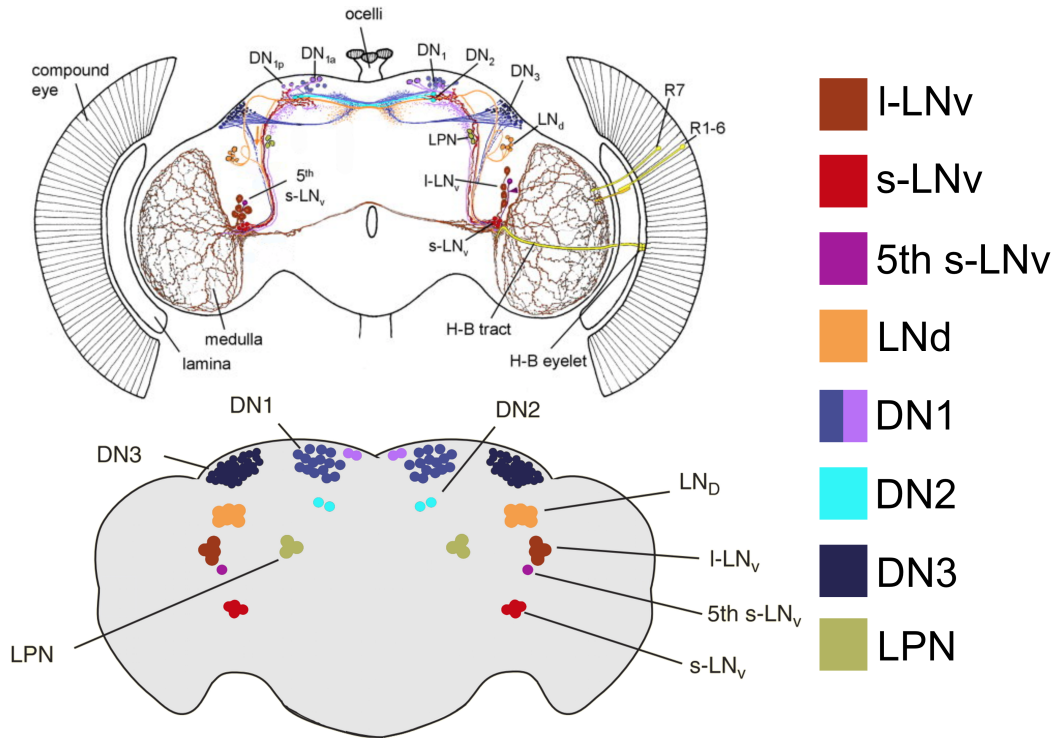 ocelli
DN1p
DN1a
DN1
DN2
DN3
compound
eye
R7
R1-6
LNd
LPN
l-LNv
5th
s-LNv
s-LNv
medulla
lamina
H-B tract
H-B eyelet
DN1
DN2
DN3
LND
l-LNv
5th s-LNv
s-LNv
LPN
l-LNv
s-LNv
5th s-LNv
LNd
DN1
DN2
DN3
LPN